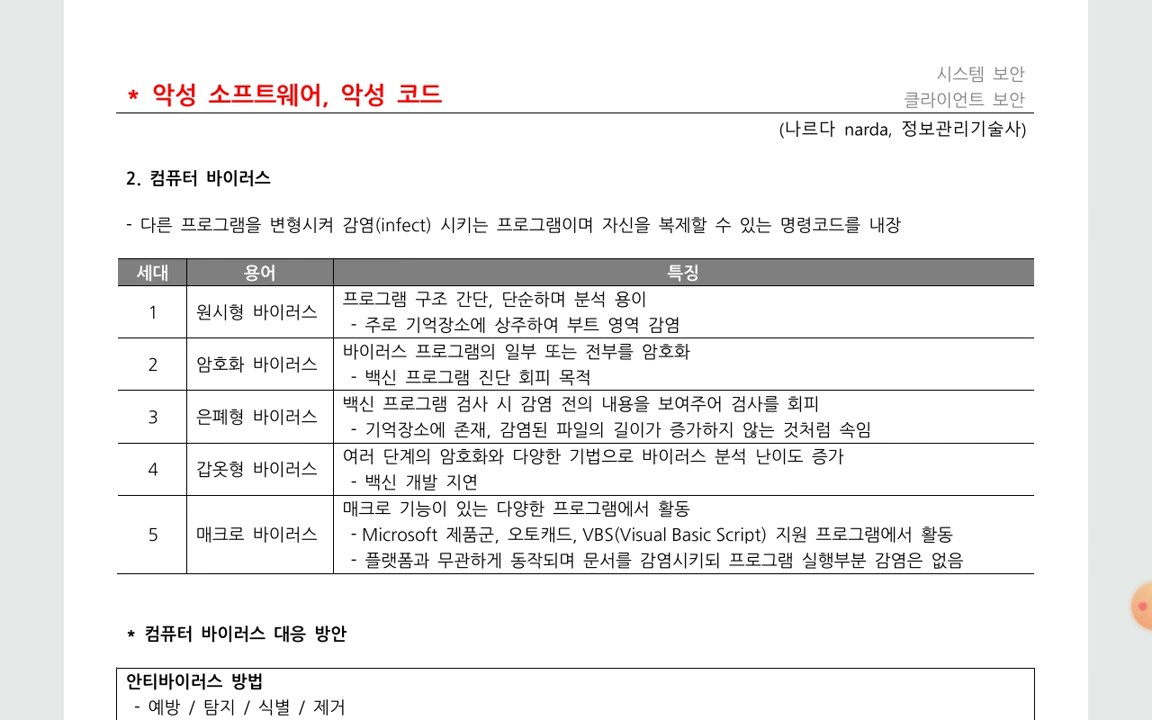 시스템 보안
* 악성 소프트웨어, 악성 코드
클라이언트 보안
(나르다 narda, 정보관리기술사)
2. 컴퓨터 바이러스
- 다른 프로그램을 변형시켜 감염(infect) 시키는 프로그램이며 자신을 복제할 수 있는 명령코드를 내장
세대 용어 특징
1 원시형 바이러스 프로그램 구조 간단, 단순하며 분석 용이
- 주로 기억장소에 상주하여 부트 영역 감염
2 암호화 바이러스 바이러스 프로그램의 일부 또는 전부를 암호화
- 백신 프로그램 진단 회피 목적
3 은폐형 바이러스 백신 프로그램 검사 시 감염 전의 내용을 보여주어 검사를 회피
- 기억장소에 존재, 감염된 파일의 길이가 증가하지 않는 것처럼 속임
4 갑옷형 바이러스 여러 단계의 암호화와 다양한 기법으로 바이러스 분석 난이도 증가
- 백신 개발 지연
5 매크로 바이러스 매크로 기능이 있는 다양한 프로그램에서 활동
- Microsoft 제품군, 오토캐드, VBS(Visual Basic Script) 지원 프로그램에서 활동
- 플랫폼과 무관하게 동작되며 문서를 감염시키되 프로그램 실행부분 감염은 없음
* 컴퓨터 바이러스 대응 방안
안티바이러스 방법
- 예방 / 탐지 / 식별 / 제거